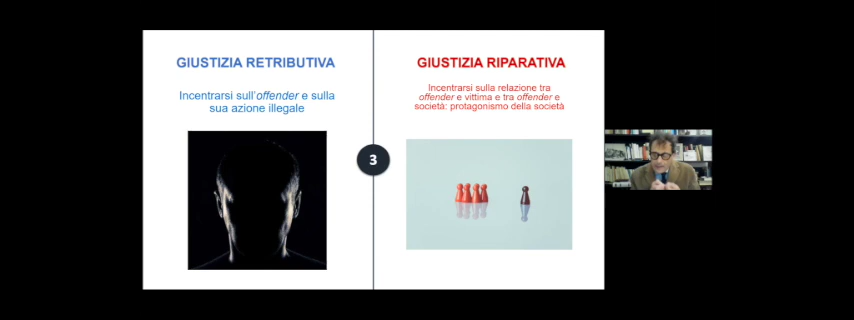 GIUSTIZIA RETRIBUTIVA
Incentrarsi sull'offender e sulla
sua azione illegale
3
GIUSTIZIA RIPARATIVA
Incentrarsi sulla relazione tra
offender e vittima e tra offender e
società: protagonismo della società